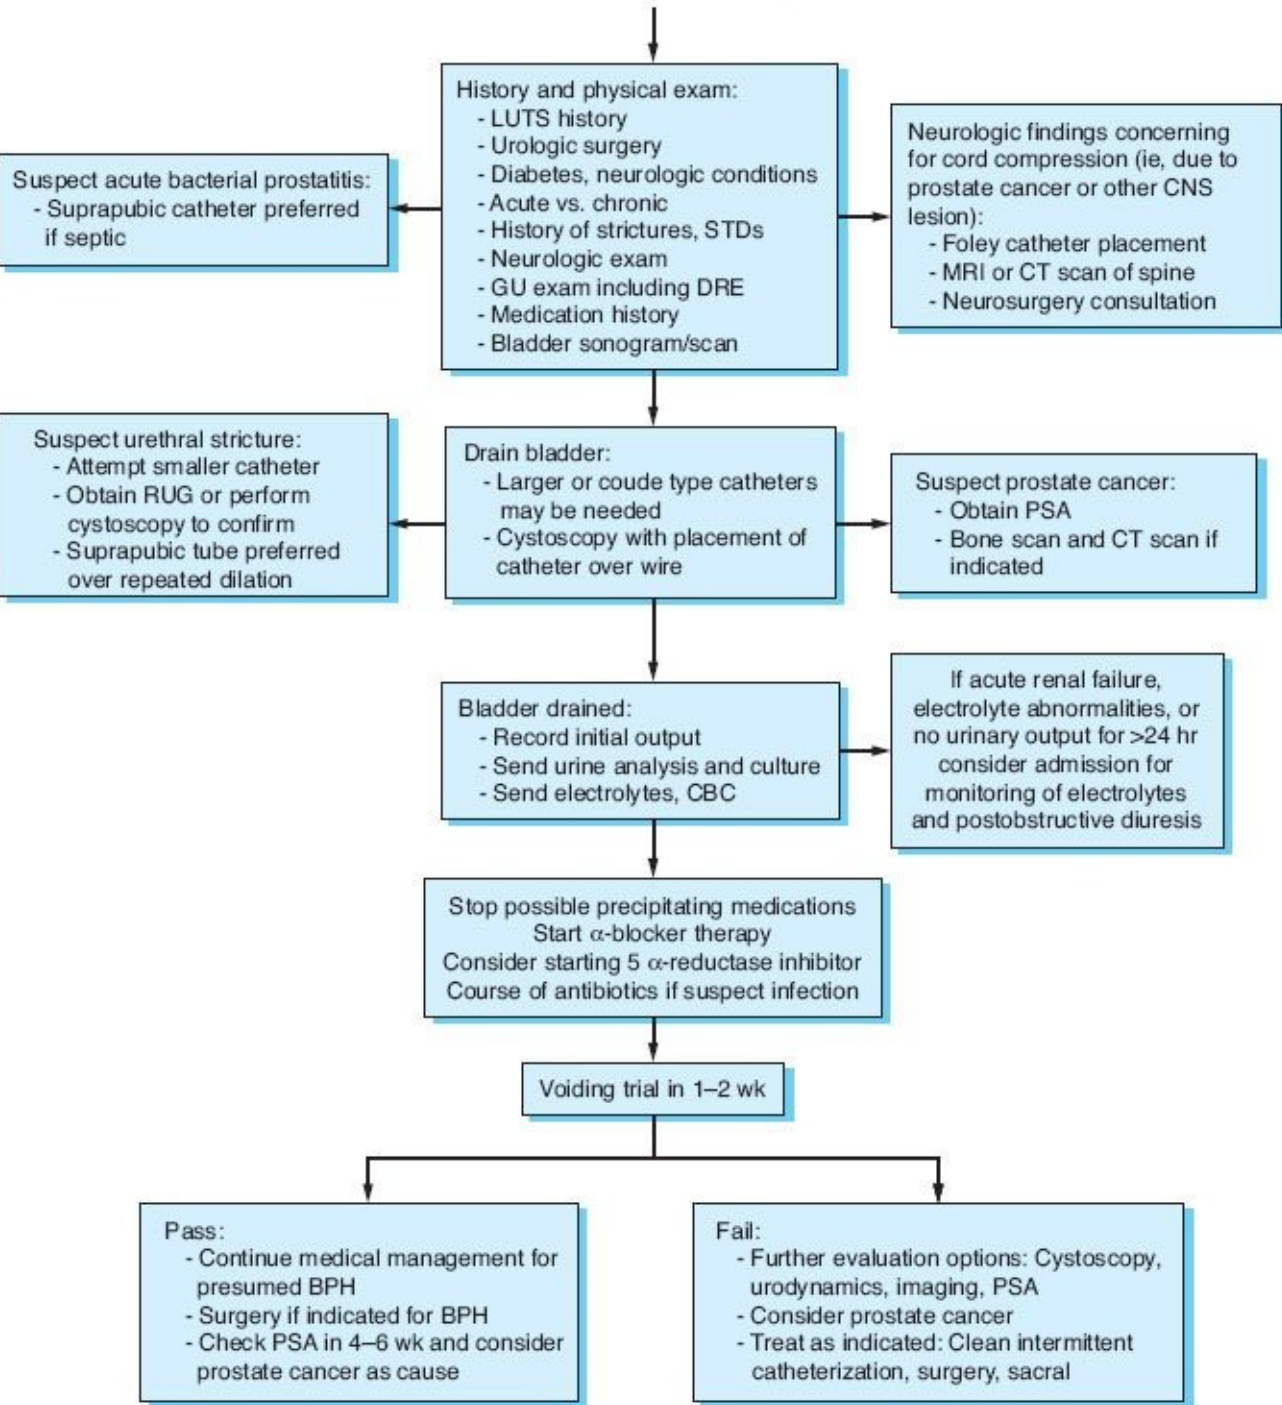 History and physical exam:
- LUTS history
- Urologic surgery
- Diabetes, neurologic conditions
- Acute vs. chronic
- History of strictures, STDs
- Neurologic exam
- GU exam including DRE
- Medication history
- Bladder sonogram/scan
Suspect acute bacterial prostatitis:
- Suprapubic catheter preferred
if septic
Neurologic findings concerning
for cord compression (ie, due to
prostate cancer or other CNS
lesion):
- Foley catheter placement
- MRI or CT scan of spine
- Neurosurgery consultation
Suspect urethral stricture:
- Attempt smaller catheter
- Obtain RUG or perform
cystoscopy to confirm
- Suprapubic tube preferred
over repeated dilation
Drain bladder:
- Larger or coude type catheters
may be needed
- Cystoscopy with placement of
catheter over wire
Suspect prostate cancer:
- Obtain PSA
- Bone scan and CT scan if
indicated
Bladder drained:
- Record initial output
- Send urine analysis and culture
- Send electrolytes, CBC
If acute renal failure,
electrolyte abnormalities, or
no urinary output for >24 hr
consider admission for
monitoring of electrolytes
and postobstructive diuresis
Stop possible precipitating medications
Start α-blocker therapy
Consider starting 5 α-reductase inhibitor
Course of antibiotics if suspect infection
Voiding trial in 1–2 wk
Pass:
- Continue medical management for
presumed BPH
- Surgery if indicated for BPH
- Check PSA in 4–6 wk and consider
prostate cancer as cause
Fail:
- Further evaluation options: Cystoscopy,
urodynamics, imaging, PSA
- Consider prostate cancer
- Treat as indicated: Clean intermittent
catheterization, surgery, sacral